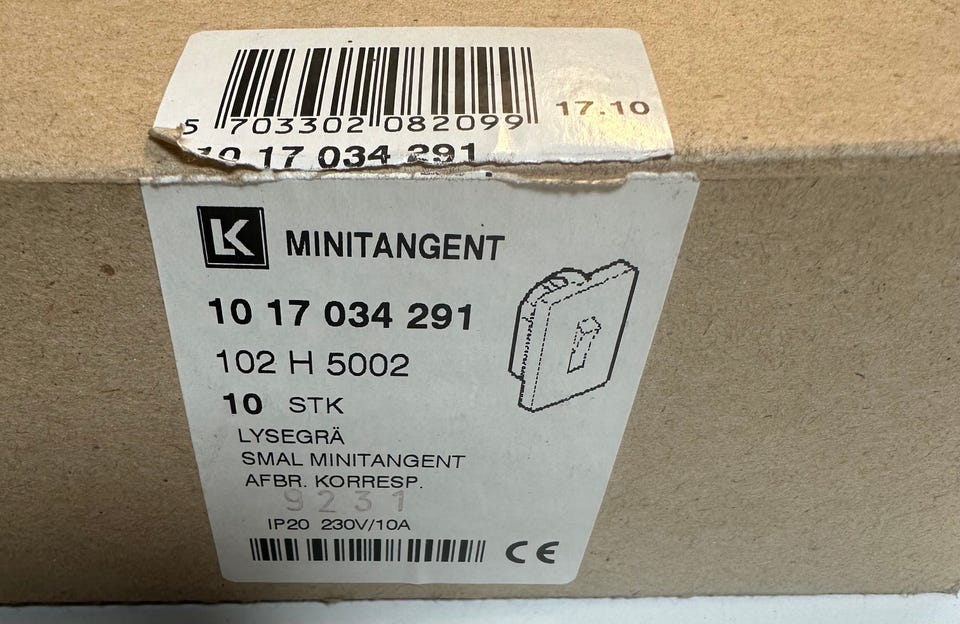 5 703302 082099
17.10
10 17 034 291
LK MINITANGENT
10 17 034 291
102 H 5002
10 STK
LYSEGRÄ
SMAL MINITANGENT
AFBR. KORRESP.
9231
IP20 230V/10A
CE